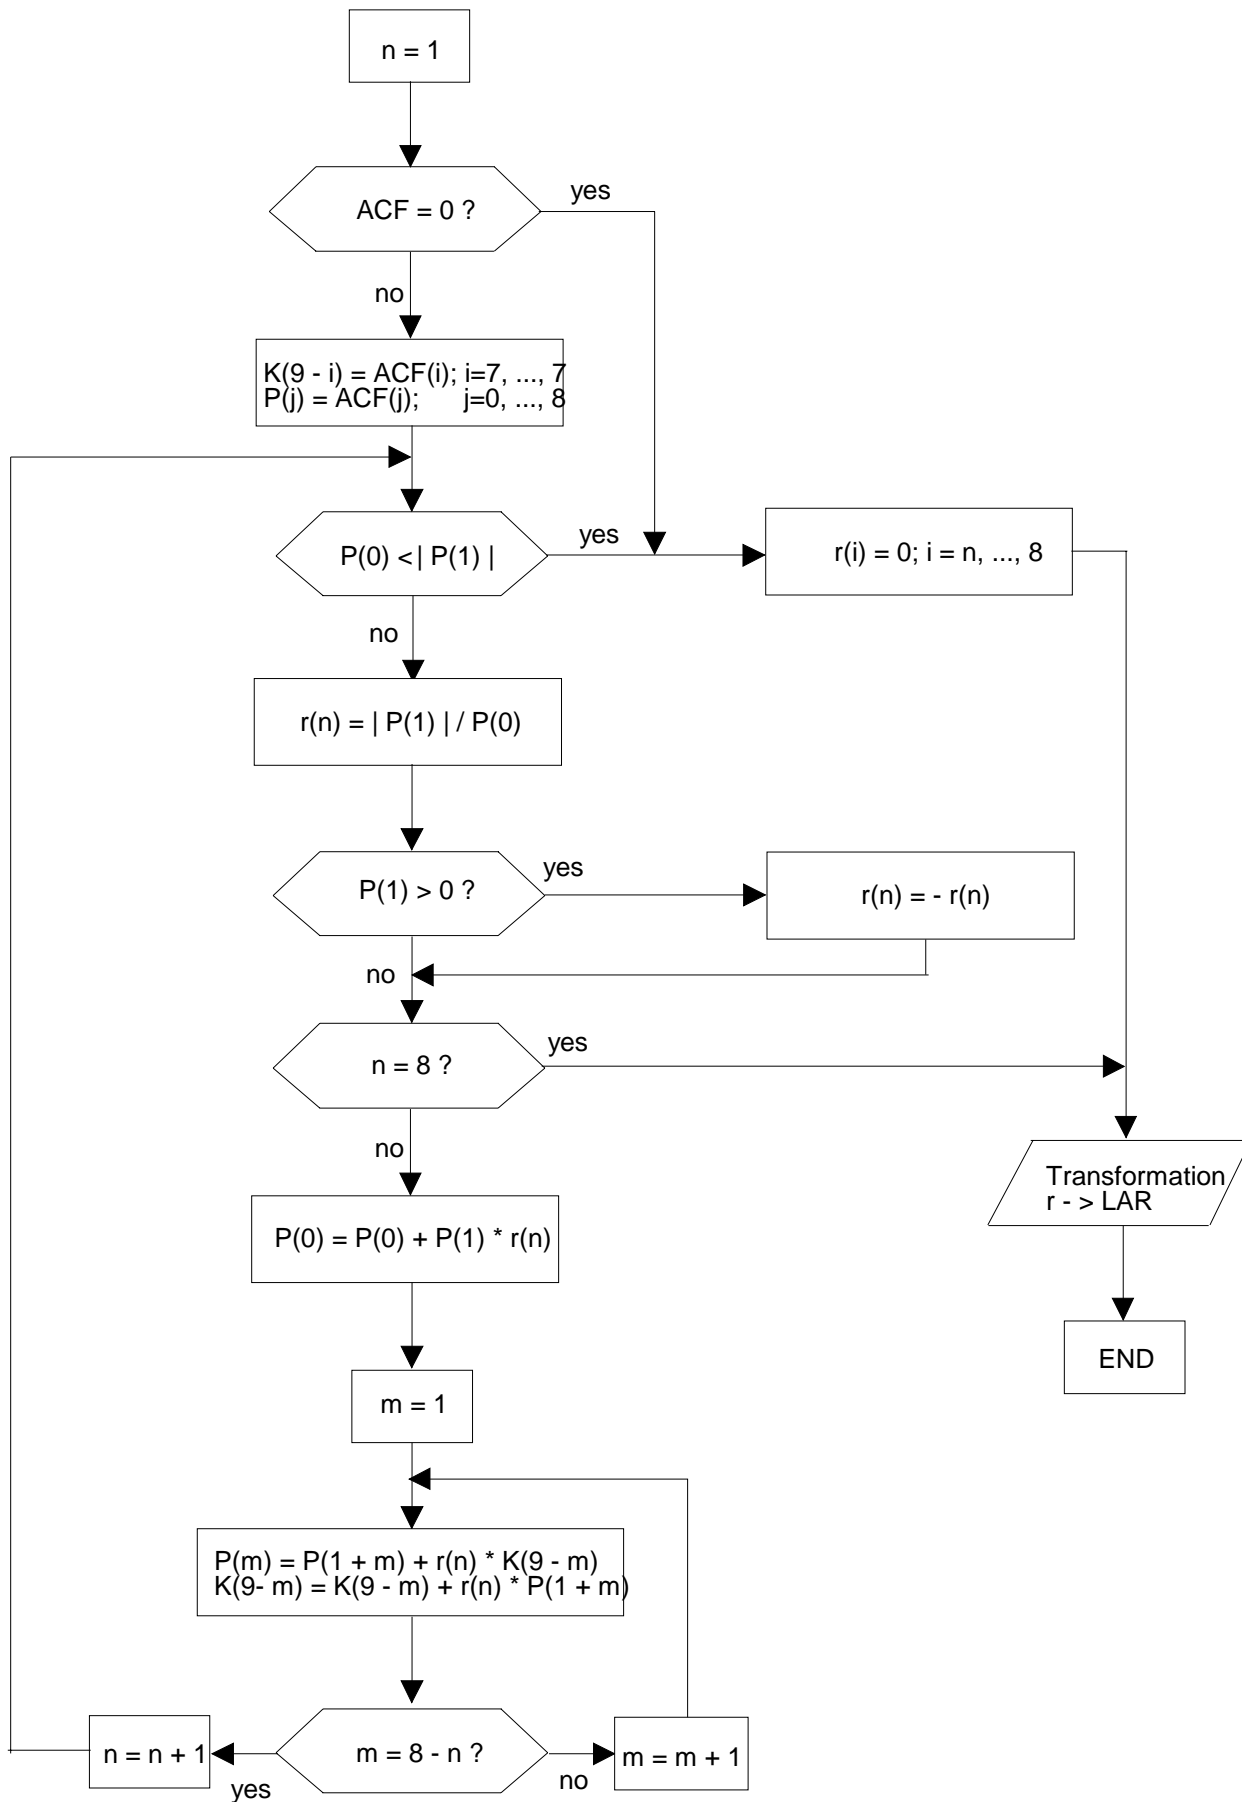 n = 1
ACF = 0 ?
yes
no
K(9 - i) = ACF(i); i=7, ..., 7
P(j) = ACF(j); j=0, ..., 8
P(0) < | P(1) |
yes
r(i) = 0; i = n, ..., 8
no
r(n) = | P(1) | / P(0)
P(1) > 0 ?
yes
r(n) = - r(n)
no
n = 8 ?
yes
no
Transformation
r - > LAR
P(0) = P(0) + P(1) * r(n)
END
m = 1
P(m) = P(1 + m) + r(n) * K(9 - m)
K(9- m) = K(9 - m) + r(n) * P(1 + m)
n = n + 1
yes
m = 8 - n ?
no
m = m + 1